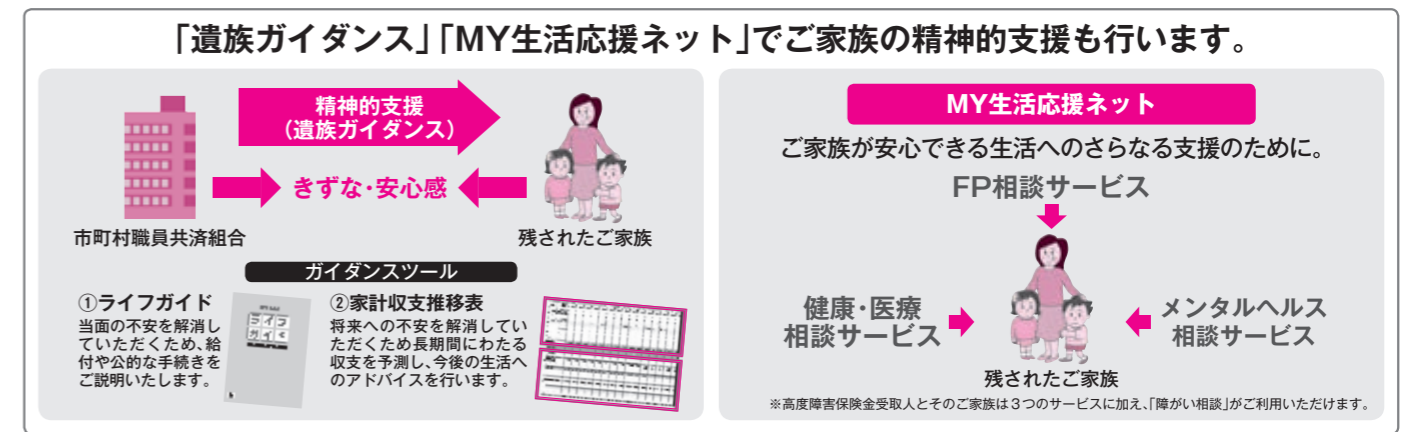 「遺族ガイダンス」「MY生活応援ネット」でご家族の精神的支援も行います。
精神的支援
(遺族ガイダンス)
きずな・安心感
市町村職員共済組合
残されたご家族
ガイダンスツール
①ライフガイド
当面の不安を解消し
ていただくため、給
付や公的な手続きを
ご説明いたします。
ライフ
ガイド
②家計収支推移表
将来への不安を解消してい
ただくため長期間にわたる
収支を予測し、今後の生活へ
のアドバイスを行います。
MY生活応援ネット
ご家族が安心できる生活へのさらなる支援のために。
FP相談サービス
健康・医療
相談サービス
メンタルヘルス
相談サービス
残されたご家族
※高度障害保険金受取人とそのご家族は3つのサービスに加え、「障がい相談」がご利用いただけます。